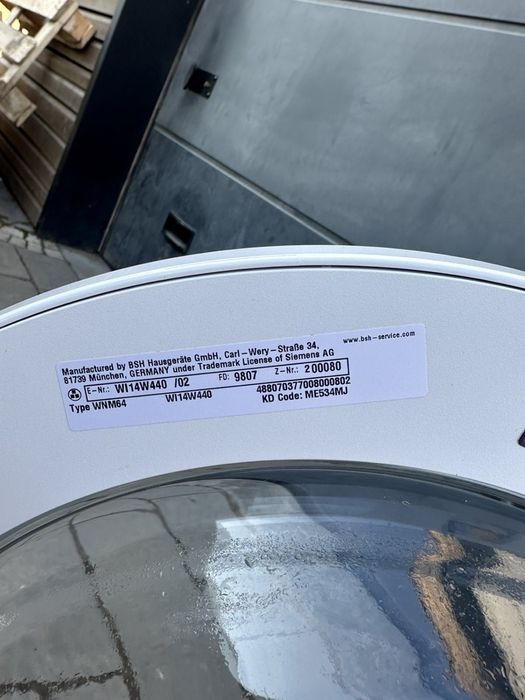 Manufactured by BSH Hausgeräte GmbH, Carl-Wery-Straße 34,
81739 München, GERMANY under Trademark License of Siemens AG
www.bsh-service.com
E-Nr.: WI14W440 /02 FD: 9807 Z-Nr.: 200080
Type WNM64 WI14W440 488070377008000802
KD Code: ME534MJ